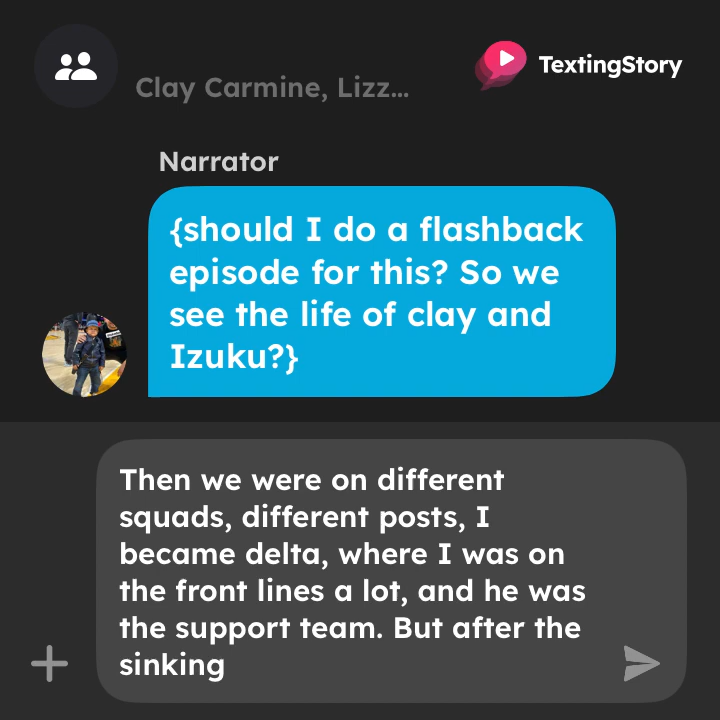 Clay Carmine, Lizz...
TextingStory
Narrator
{should I do a flashback
episode for this? So we
see the life of clay and
Izuku?}
Then we were on different
squads, different posts, I
became delta, where I was on
the front lines a lot, and he was
the support team. But after the
sinking